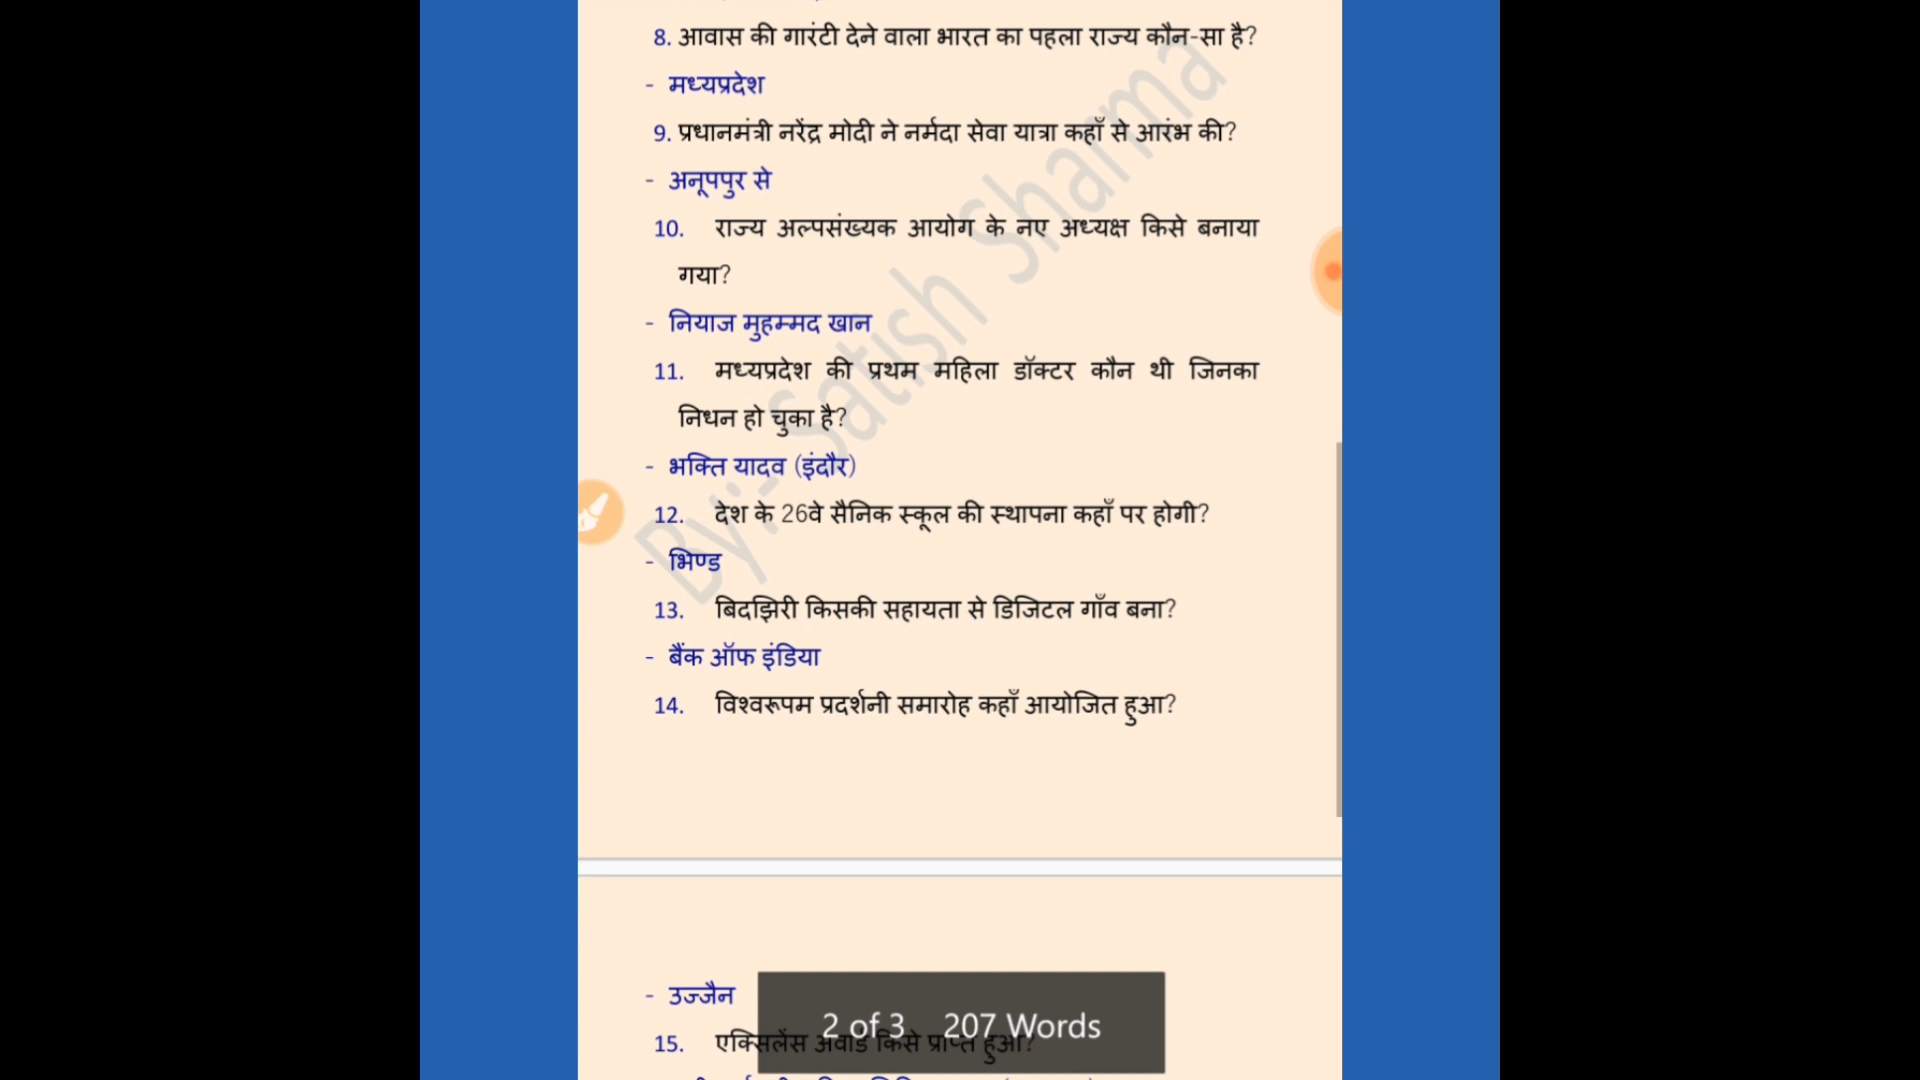 8. आवास की गारंटी देने वाला भारत का पहला राज्य कौन-सा है?
- मध्यप्रदेश
9. प्रधानमंत्री नरेंद्र मोदी ने नर्मदा सेवा यात्रा कहाँ से आरंभ की?
- अनूपपुर से
10. राज्य अल्पसंख्यक आयोग के नए अध्यक्ष किसे बनाया
गया?
- नियाज मुहम्मद खान
11. मध्यप्रदेश की प्रथम महिला डॉक्टर कौन थी जिनका
निधन हो चुका है?
- भक्ति यादव (इंदौर)
12. देश के 26वे सैनिक स्कूल की स्थापना कहाँ पर होगी?
- भिण्ड
13. बिदझिरी किसकी सहायता से डिजिटल गाँव बना?
- बैंक ऑफ इंडिया
14. विश्वरूपम प्रदर्शनी समारोह कहाँ आयोजित हुआ?
By:- Satish Sharma
- उज्जैन
2 of 3 207 Words
15. एक्सिलेंस अवार्ड किसे प्राप्त हुआ?